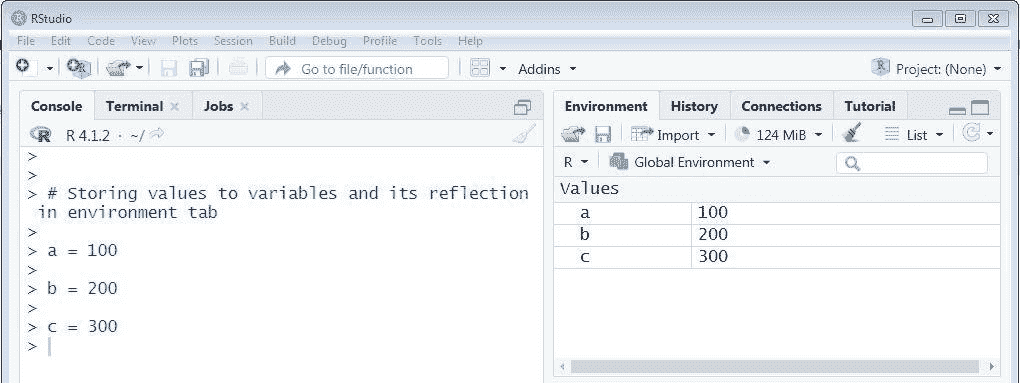 RStudio
File Edit Code View Plots Session Build Debug Profile Tools Help
Go to file/function Addins Project: (None)
Console Terminal Jobs
R 4.1.2 · ~/
>
>
> # Storing values to variables and its reflection
in environment tab
>
> a = 100
>
> b = 200
>
> c = 300
>
Environment History Connections Tutorial
Import 124 MiB List
R Global Environment
Values
a 100
b 200
c 300